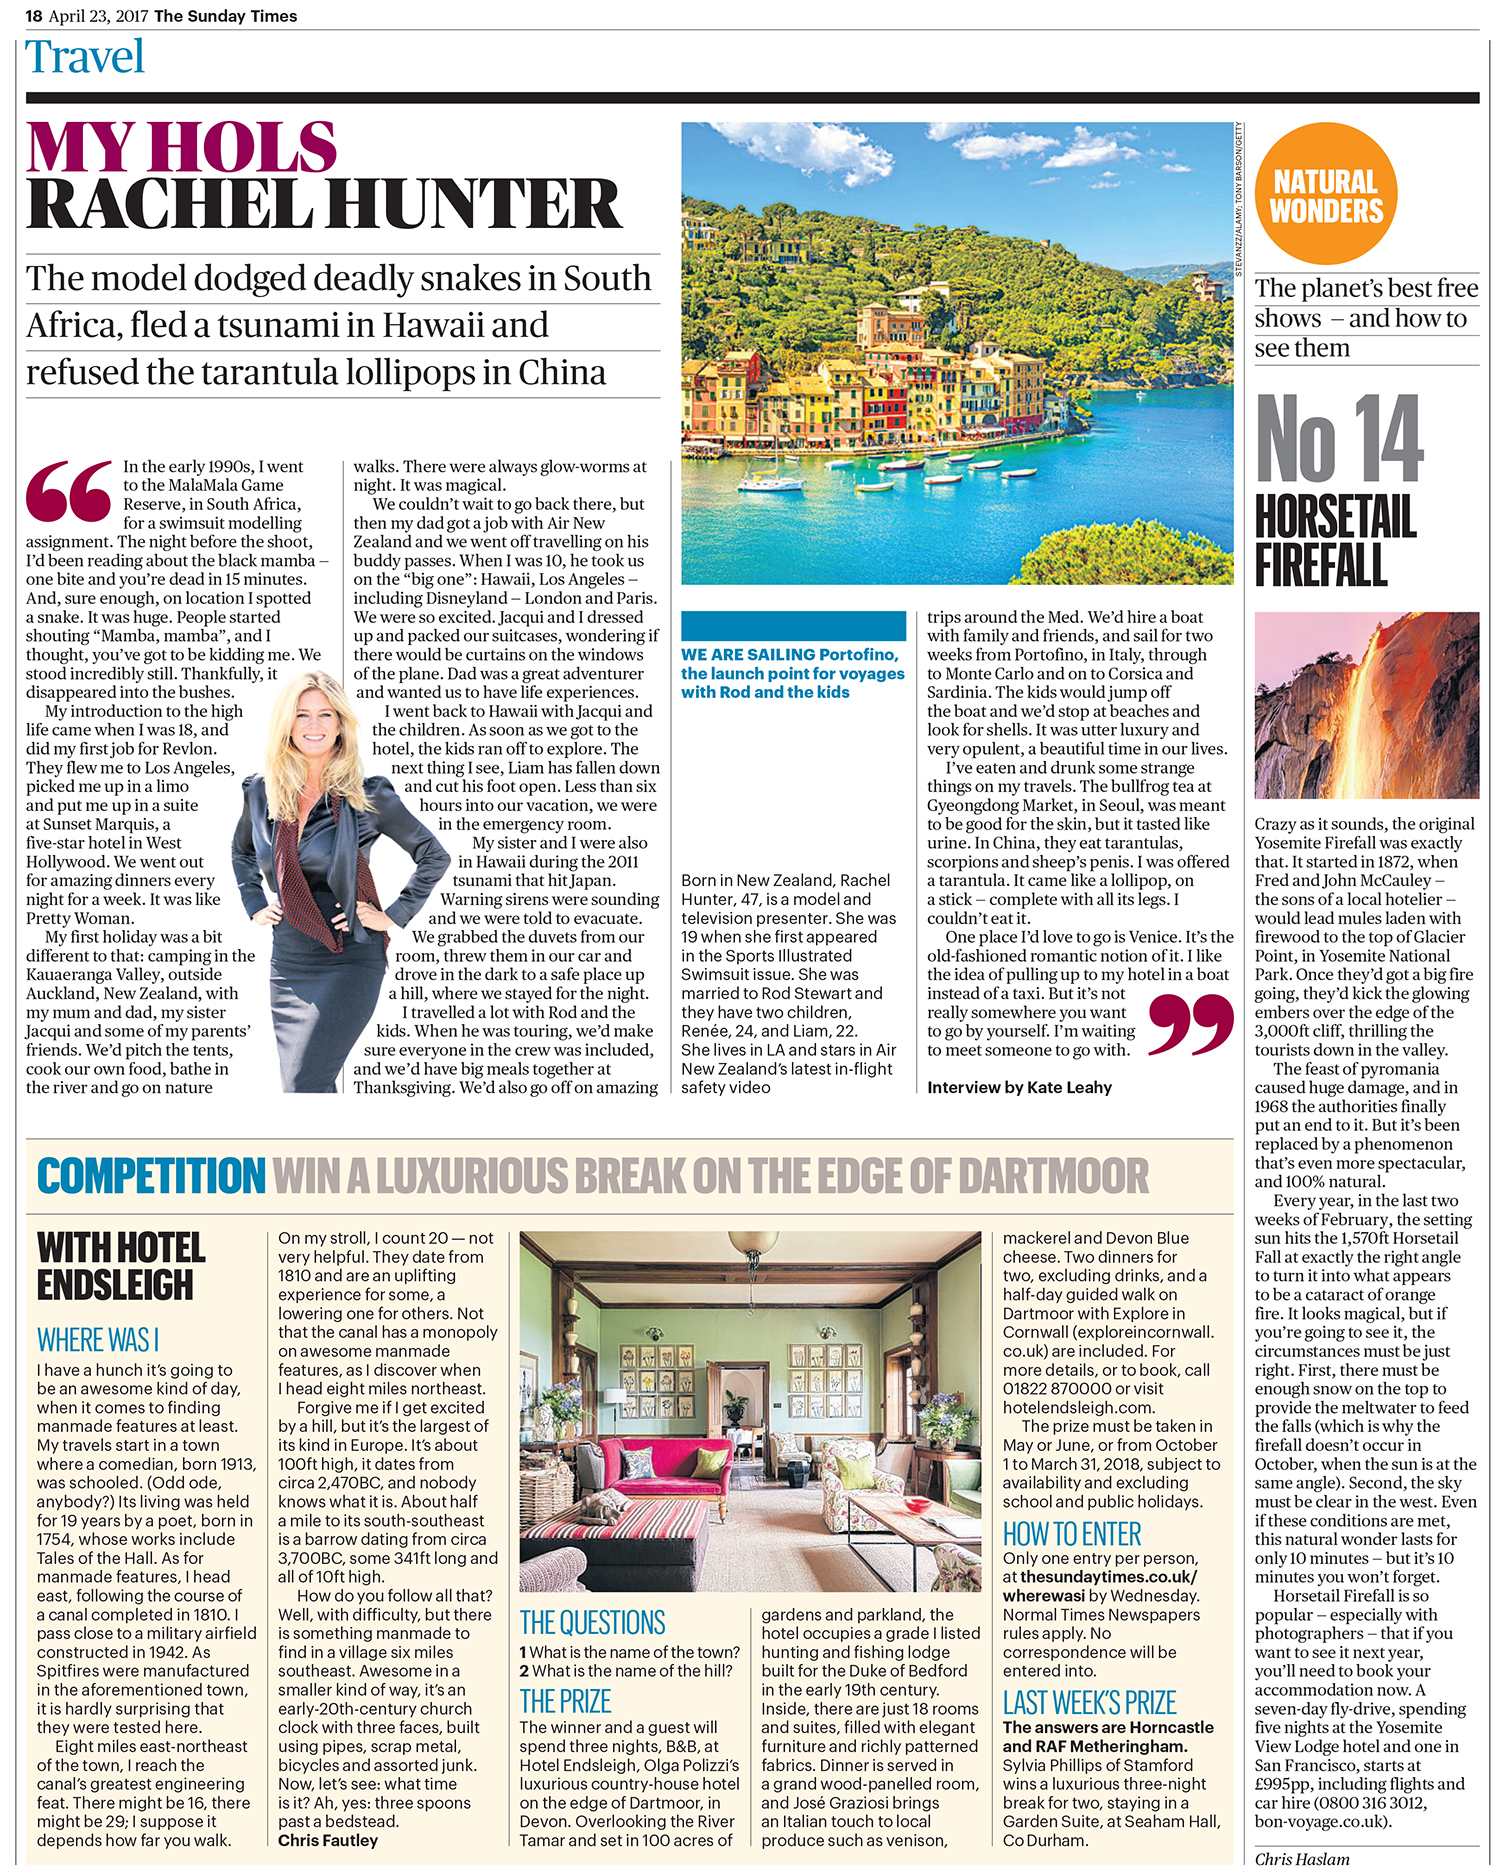 18 April 23, 2017 The Sunday Times
Travel
MY HOLS
RACHEL HUNTER
The model dodged deadly snakes in South
Africa, fled a tsunami in Hawaii and
refused the tarantula lollipops in China
In the early 1990s, I went
to the MalaMala Game
Reserve, in South Africa,
for a swimsuit modelling
assignment. The night before the shoot,
I’d been reading about the black mamba –
one bite and you’re dead in 15 minutes.
And, sure enough, on location I spotted
a snake. It was huge. People started
shouting “Mamba, mamba”, and I
thought, you’ve got to be kidding me. We
stood incredibly still. Thankfully, it
disappeared into the bushes.
My introduction to the high
life came when I was 18, and
did my first job for Revlon.
They flew me to Los Angeles,
picked me up in a limo
and put me up in a suite
at Sunset Marquis, a
five-star hotel in West
Hollywood. We went out
for amazing dinners every
night for a week. It was like
Pretty Woman.
My first holiday was a bit
different to that: camping in the
Kauaeranga Valley, outside
Auckland, New Zealand, with
my mum and dad, my sister
Jacqui and some of my parents’
friends. We’d pitch the tents,
cook our own food, bathe in
the river and go on nature
walks. There were always glow-worms at
night. It was magical.
We couldn’t wait to go back there, but
then my dad got a job with Air New
Zealand and we went off travelling on his
buddy passes. When I was 10, he took us
on the “big one”: Hawaii, Los Angeles –
including Disneyland – London and Paris.
We were so excited. Jacqui and I dressed
up and packed our suitcases, wondering if
there would be curtains on the windows
of the plane. Dad was a great adventurer
and wanted us to have life experiences.
I went back to Hawaii with Jacqui and
the children. As soon as we got to the
hotel, the kids ran off to explore. The
next thing I see, Liam has fallen down
and cut his foot open. Less than six
hours into our vacation, we were
in the emergency room.
My sister and I were also
in Hawaii during the 2011
tsunami that hit Japan.
Warning sirens were sounding
and we were told to evacuate.
We grabbed the duvets from our
room, threw them in our car and
drove in the dark to a safe place up
a hill, where we stayed for the night.
I travelled a lot with Rod and the
kids. When he was touring, we’d make
sure everyone in the crew was included,
and we’d have big meals together at
Thanksgiving. We’d also go off on amazing
STEVANZZ/ALAMY; TONY BARSON/GETTY
WE ARE SAILING Portofino,
the launch point for voyages
with Rod and the kids
Born in New Zealand, Rachel
Hunter, 47, is a model and
television presenter. She was
19 when she first appeared
in the Sports Illustrated
Swimsuit issue. She was
married to Rod Stewart and
they have two children,
Renée, 24, and Liam, 22.
She lives in LA and stars in Air
New Zealand’s latest in-flight
safety video
trips around the Med. We’d hire a boat
with family and friends, and sail for two
weeks from Portofino, in Italy, through
to Monte Carlo and on to Corsica and
Sardinia. The kids would jump off
the boat and we’d stop at beaches and
look for shells. It was utter luxury and
very opulent, a beautiful time in our lives.
I’ve eaten and drunk some strange
things on my travels. The bullfrog tea at
Gyeongdong Market, in Seoul, was meant
to be good for the skin, but it tasted like
urine. In China, they eat tarantulas,
scorpions and sheep’s penis. I was offered
a tarantula. It came like a lollipop, on
a stick – complete with all its legs. I
couldn’t eat it.
One place I’d love to go is Venice. It’s the
old-fashioned romantic notion of it. I like
the idea of pulling up to my hotel in a boat
instead of a taxi. But it’s not
really somewhere you want
to go by yourself. I’m waiting
to meet someone to go with.
Interview by Kate Leahy
NATURAL
WONDERS
The planet’s best free
shows – and how to
see them
No 14
HORSETAIL
FIREFALL
Crazy as it sounds, the original
Yosemite Firefall was exactly
that. It started in 1872, when
Fred and John McCauley –
the sons of a local hotelier –
would lead mules laden with
firewood to the top of Glacier
Point, in Yosemite National
Park. Once they’d got a big fire
going, they’d kick the glowing
embers over the edge of the
3,000ft cliff, thrilling the
tourists down in the valley.
The feast of pyromania
caused huge damage, and in
1968 the authorities finally
put an end to it. But it’s been
replaced by a phenomenon
that’s even more spectacular,
and 100% natural.
Every year, in the last two
weeks of February, the setting
sun hits the 1,570ft Horsetail
Fall at exactly the right angle
to turn it into what appears
to be a cataract of orange
fire. It looks magical, but if
you’re going to see it, the
circumstances must be just
right. First, there must be
enough snow on the top to
provide the meltwater to feed
the falls (which is why the
firefall doesn’t occur in
October, when the sun is at the
same angle). Second, the sky
must be clear in the west. Even
if these conditions are met,
this natural wonder lasts for
only 10 minutes – but it’s 10
minutes you won’t forget.
Horsetail Firefall is so
popular – especially with
photographers – that if you
want to see it next year,
you’ll need to book your
accommodation now. A
seven-day fly-drive, spending
five nights at the Yosemite
View Lodge hotel and one in
San Francisco, starts at
£995pp, including flights and
car hire (0800 316 3012,
bon-voyage.co.uk).
Chris Haslam
COMPETITION WIN A LUXURIOUS BREAK ON THE EDGE OF DARTMOOR
WITH HOTEL
ENDSLEIGH
WHERE WAS I
I have a hunch it’s going to
be an awesome kind of day,
when it comes to finding
manmade features at least.
My travels start in a town
where a comedian, born 1913,
was schooled. (Odd ode,
anybody?) Its living was held
for 19 years by a poet, born in
1754, whose works include
Tales of the Hall. As for
manmade features, I head
east, following the course of
a canal completed in 1810. I
pass close to a military airfield
constructed in 1942. As
Spitfires were manufactured
in the aforementioned town,
it is hardly surprising that
they were tested here.
Eight miles east-northeast
of the town, I reach the
canal’s greatest engineering
feat. There might be 16, there
might be 29; I suppose it
depends how far you walk.
On my stroll, I count 20 — not
very helpful. They date from
1810 and are an uplifting
experience for some, a
lowering one for others. Not
that the canal has a monopoly
on awesome manmade
features, as I discover when
I head eight miles northeast.
Forgive me if I get excited
by a hill, but it’s the largest of
its kind in Europe. It’s about
100ft high, it dates from
circa 2,470BC, and nobody
knows what it is. About half
a mile to its south-southeast
is a barrow dating from circa
3,700BC, some 341ft long and
all of 10ft high.
How do you follow all that?
Well, with difficulty, but there
is something manmade to
find in a village six miles
southeast. Awesome in a
smaller kind of way, it’s an
early-20th-century church
clock with three faces, built
using pipes, scrap metal,
bicycles and assorted junk.
Now, let’s see: what time
is it? Ah, yes: three spoons
past a bedstead.
Chris Fautley
THE QUESTIONS
1 What is the name of the town?
2 What is the name of the hill?
THE PRIZE
The winner and a guest will
spend three nights, B&B, at
Hotel Endsleigh, Olga Polizzi’s
luxurious country-house hotel
on the edge of Dartmoor, in
Devon. Overlooking the River
Tamar and set in 100 acres of
gardens and parkland, the
hotel occupies a grade I listed
hunting and fishing lodge
built for the Duke of Bedford
in the early 19th century.
Inside, there are just 18 rooms
and suites, filled with elegant
furniture and richly patterned
fabrics. Dinner is served in
a grand wood-panelled room,
and José Graziosi brings
an Italian touch to local
produce such as venison,
mackerel and Devon Blue
cheese. Two dinners for
two, excluding drinks, and a
half-day guided walk on
Dartmoor with Explore in
Cornwall (exploreincornwall.
co.uk) are included. For
more details, or to book, call
01822 870000 or visit
hotelendsleigh.com.
The prize must be taken in
May or June, or from October
1 to March 31, 2018, subject to
availability and excluding
school and public holidays.
HOW TO ENTER
Only one entry per person,
at thesundaytimes.co.uk/
wherewasi by Wednesday.
Normal Times Newspapers
rules apply. No
correspondence will be
entered into.
LAST WEEK’S PRIZE
The answers are Horncastle
and RAF Metheringham.
Sylvia Phillips of Stamford
wins a luxurious three-night
break for two, staying in a
Garden Suite, at Seaham Hall,
Co Durham.